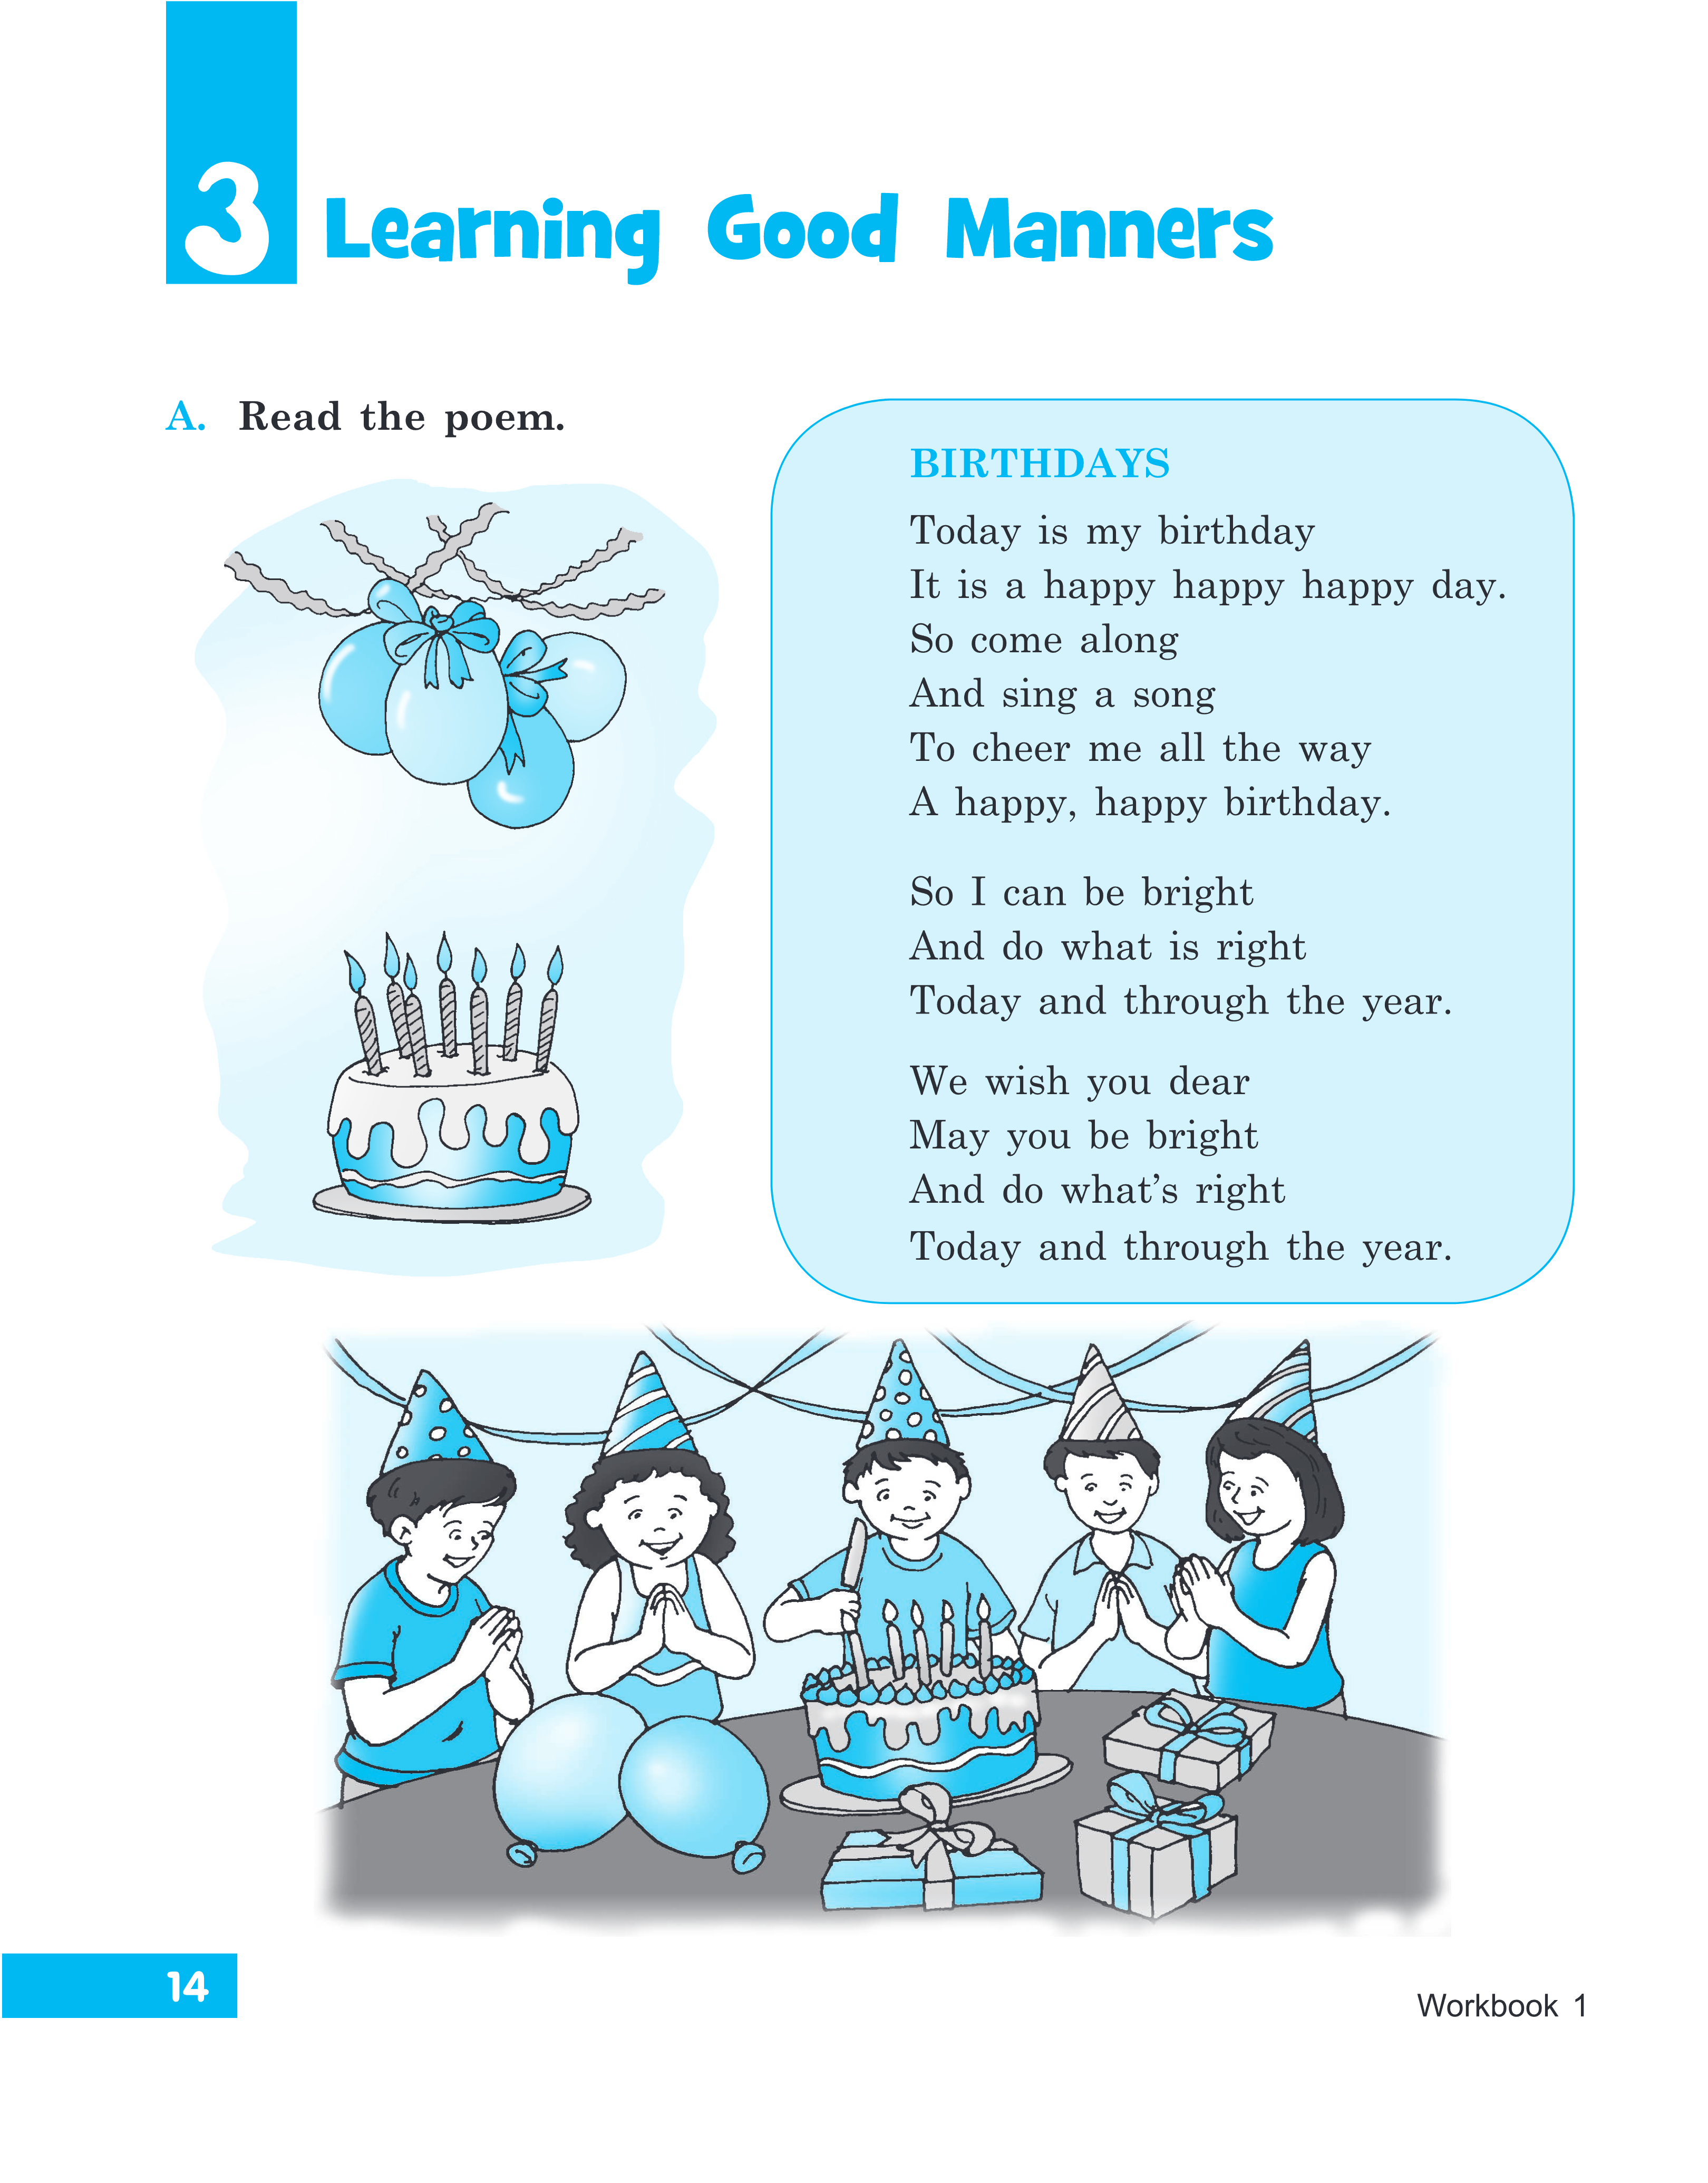 3
Learning Good Manners
A. Read the poem.
BIRTHDAYS
Today is my birthday
It is a happy happy happy day.
So come along
And sing a song
To cheer me all the way
A happy, happy birthday.
So I can be bright
And do what is right
Today and through the year.
We wish you dear
May you be bright
And do what’s right
Today and through the year.
14
Workbook 1